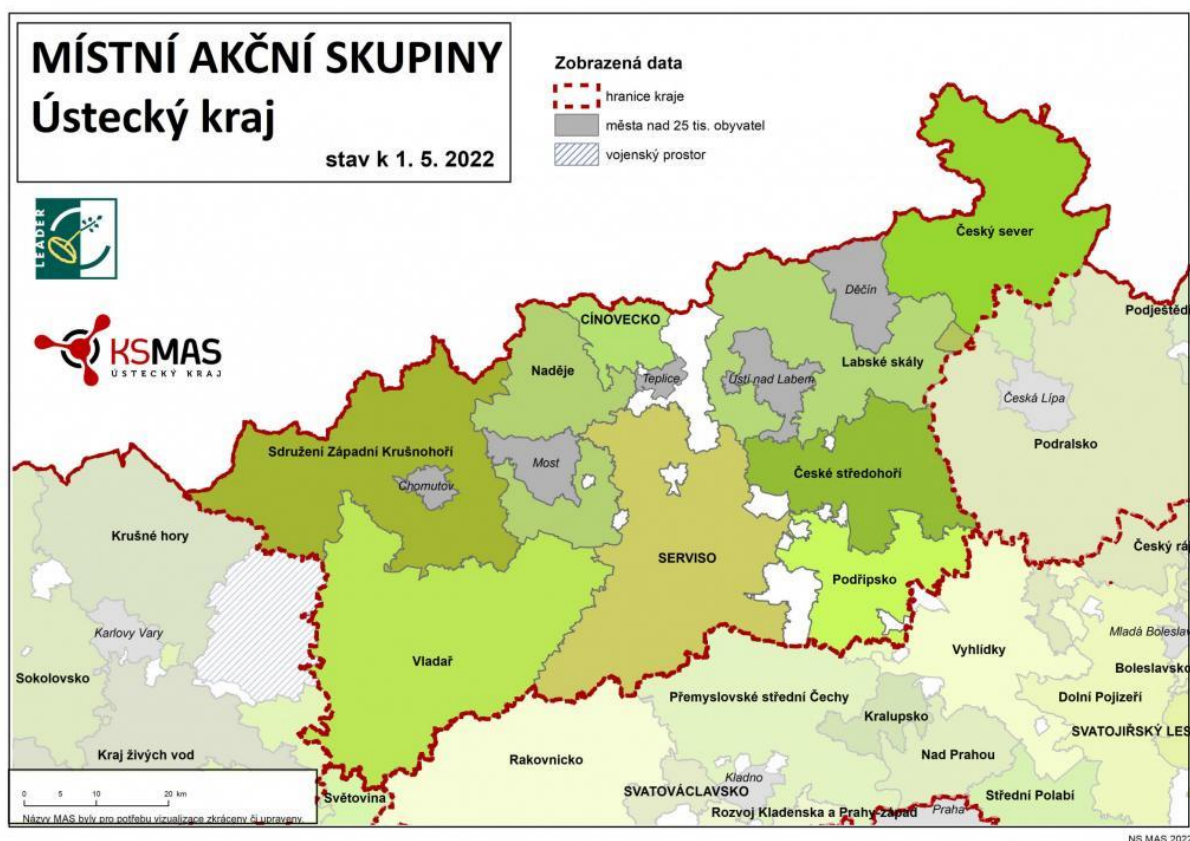 MÍSTNÍ AKČNÍ SKUPINY
Ústecký kraj
stav k 1. 5. 2022
Zobrazená data
hranice kraje
města nad 25 tis. obyvatel
vojenský prostor
LEADER
KSMAS
ÚSTECKÝ KRAJ
Český sever
Děčín
CÍNOVECKO
Podještěd
Naděje
Teplice
Ústí nad Labem
Labské skály
Česká Lípa
Sdružení Západní Krušnohoří
Most
Podralsko
Chomutov
České středohoří
Krušné hory
SERVISO
Český rá
Podřipsko
Karlovy Vary
Mladá Boleslav
Vladař
Vyhlídky
Sokolovsko
Boleslavsko
Přemyslovské střední Čechy
Dolní Pojizeří
Kralupsko
SVATOJIŘSKÝ LES
Kraj živých vod
Rakovnicko
Nad Prahou
Kladno
SVATOVÁCLAVSKO
Střední Polabí
Světovina
Rozvoj Kladenska a Prahy-západ
Praha
0 5 10 20 km
Názvy MAS byly pro potřebu vizualizace zkráceny či upraveny.
NS MAS 2022